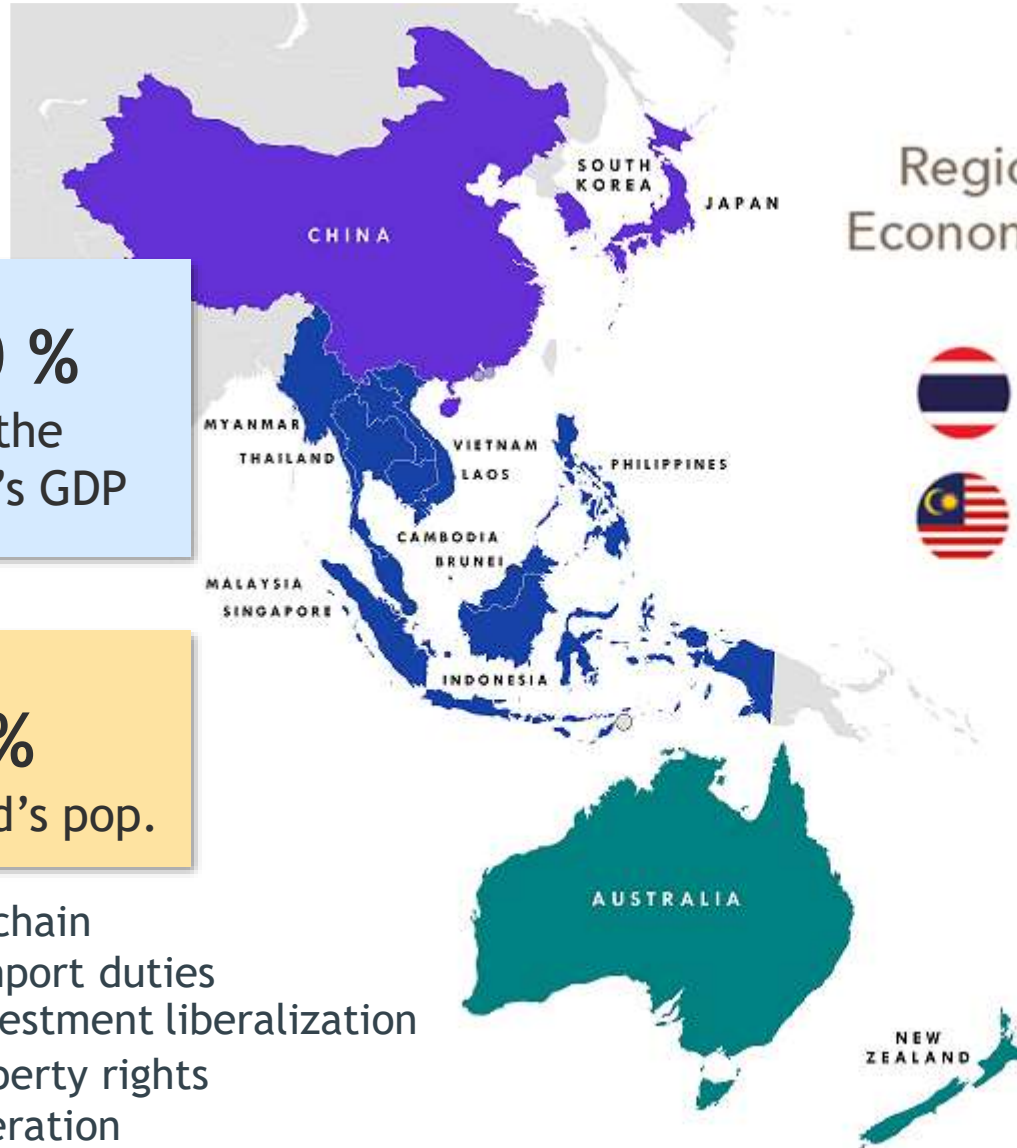 SOUTH
KOREA
JAPAN
CHINA
Regio
Econom
%
the
's GDP
MYANMAR
THAILAND
VIETNAM
LAOS
PHILIPPINES
CAMBODIA
BRUNEI
MALAYSIA
SINGAPORE
INDONESIA
%
d's pop.
AUSTRALIA
chain
port duties
estment liberalization
perty rights
eration
NEW
ZEALAND